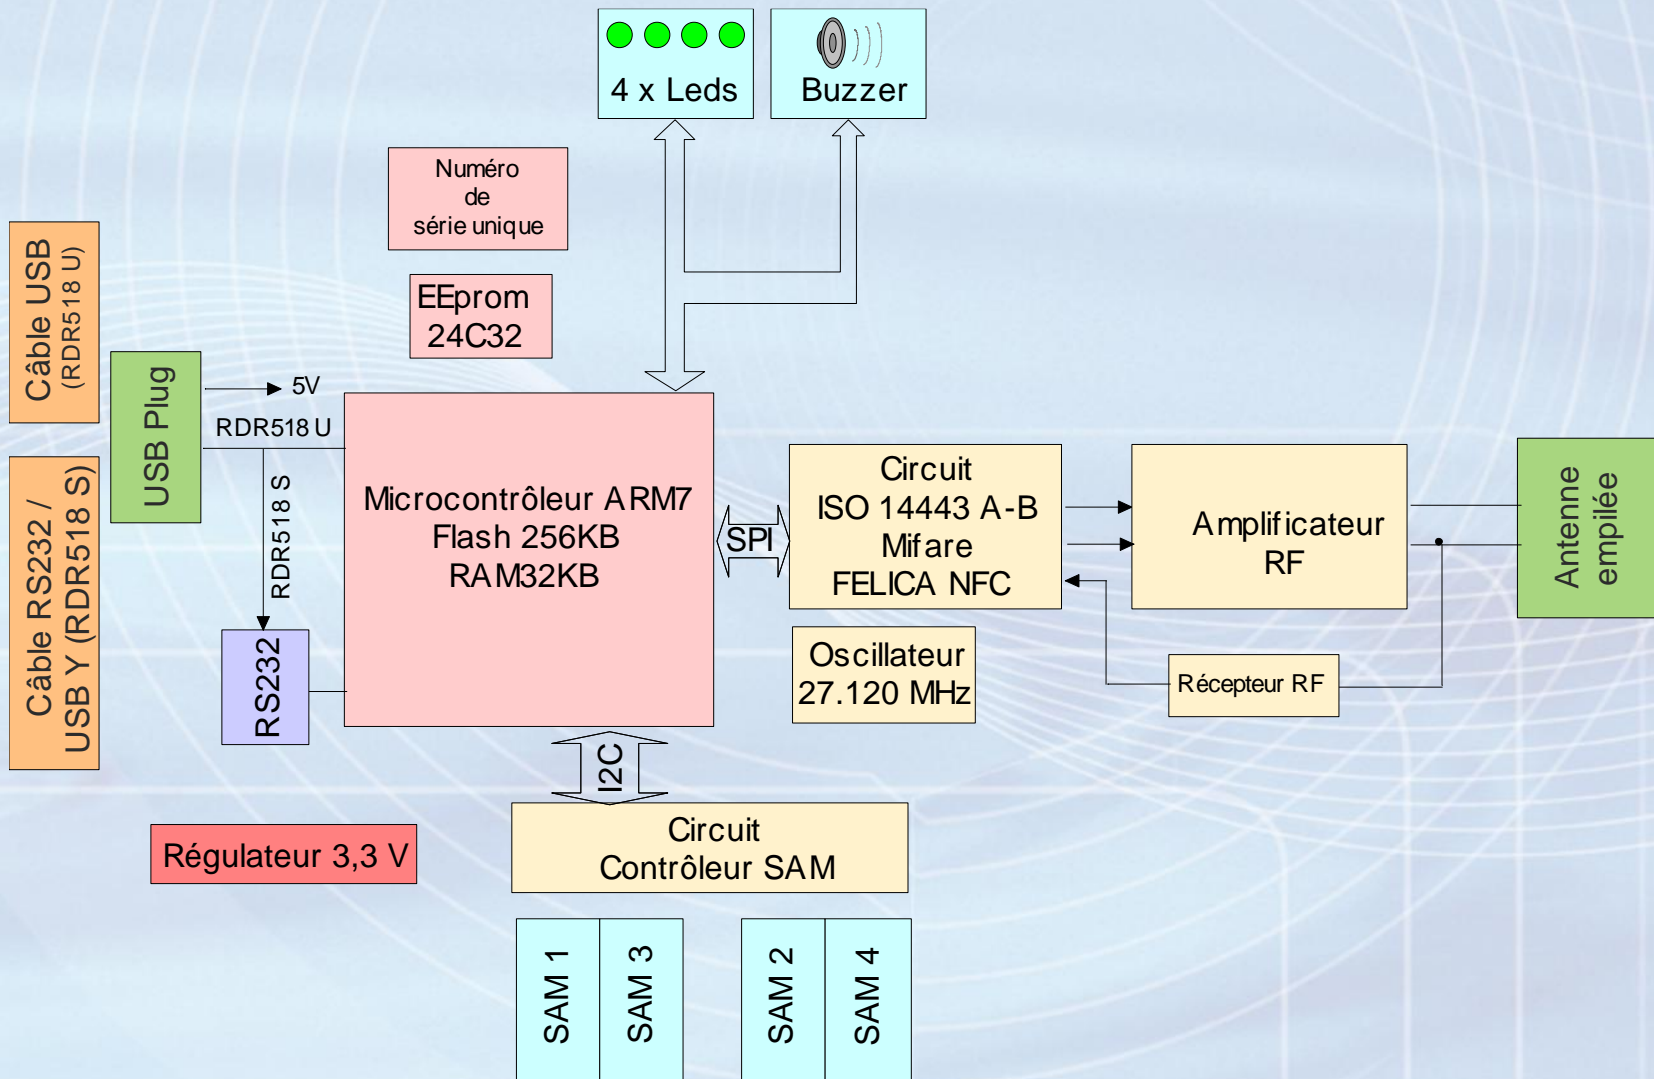 4 x Leds
Buzzer
Numéro
de
série unique
EEprom
24C32
Câble USB
(RDR518 U)
USB Plug
5V
RDR518 U
RDR518 S
Câble RS232 /
USB Y (RDR518 S)
RS232
Microcontrôleur ARM7
Flash 256KB
RAM32KB
SPI
Circuit
ISO 14443 A-B
Mifare
FELICA NFC
Amplificateur
RF
Antenne
empilée
Oscillateur
27.120 MHz
Récepteur RF
I2C
Régulateur 3,3 V
Circuit
Contrôleur SAM
SAM 1
SAM 3
SAM 2
SAM 4